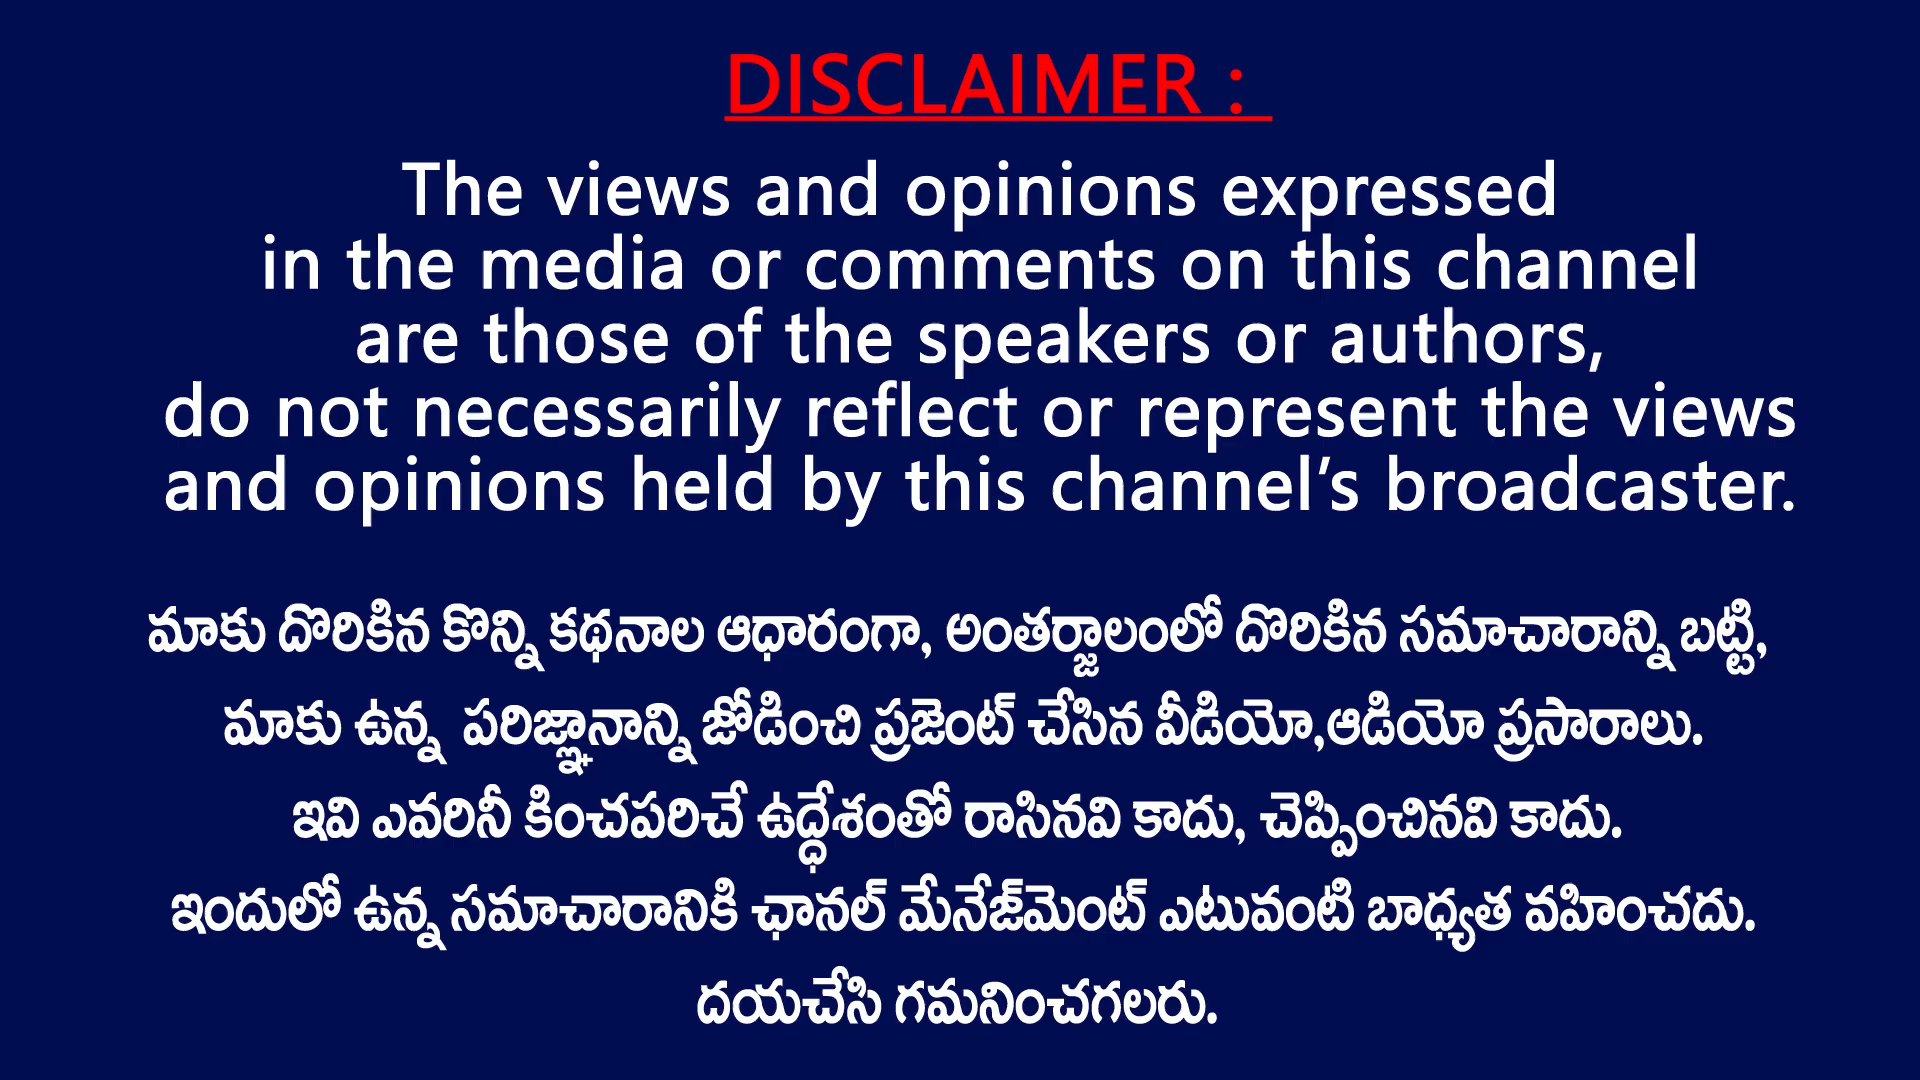 DISCLAIMER :
The views and opinions expressed
in the media or comments on this channel
are those of the speakers or authors,
do not necessarily reflect or represent the views
and opinions held by this channel’s broadcaster.
మాకు దొరికిన కొన్ని కథనాల ఆధారంగా, అంతర్జాలంలో దొరికిన సమాచారాన్ని బట్టి,
మాకు ఉన్న పరిజ్ఞానాన్ని జోడించి ప్రజెంట్ చేసిన వీడియో,ఆడియో ప్రసారాలు.
ఇవి ఎవరినీ కించపరిచే ఉద్ధేశంతో రాసినవి కాదు, చెప్పించినవి కాదు.
ఇందులో ఉన్న సమాచారానికి ఛానల్ మేనేజ్‌మెంట్ ఎటువంటి బాధ్యత వహించదు.
దయచేసి గమనించగలరు.